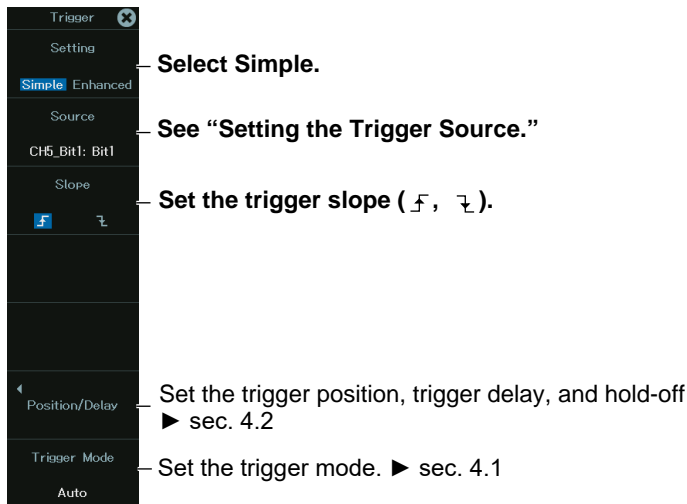 Trigger
Setting
Simple Enhanced
Select Simple.
Source
CH5_Bit1: Bit1
See “Setting the Trigger Source.”
Slope
Set the trigger slope ( , ).
Position/Delay
Set the trigger position, trigger delay, and hold-off
► sec. 4.2
Trigger Mode
Auto
Set the trigger mode. ► sec. 4.1